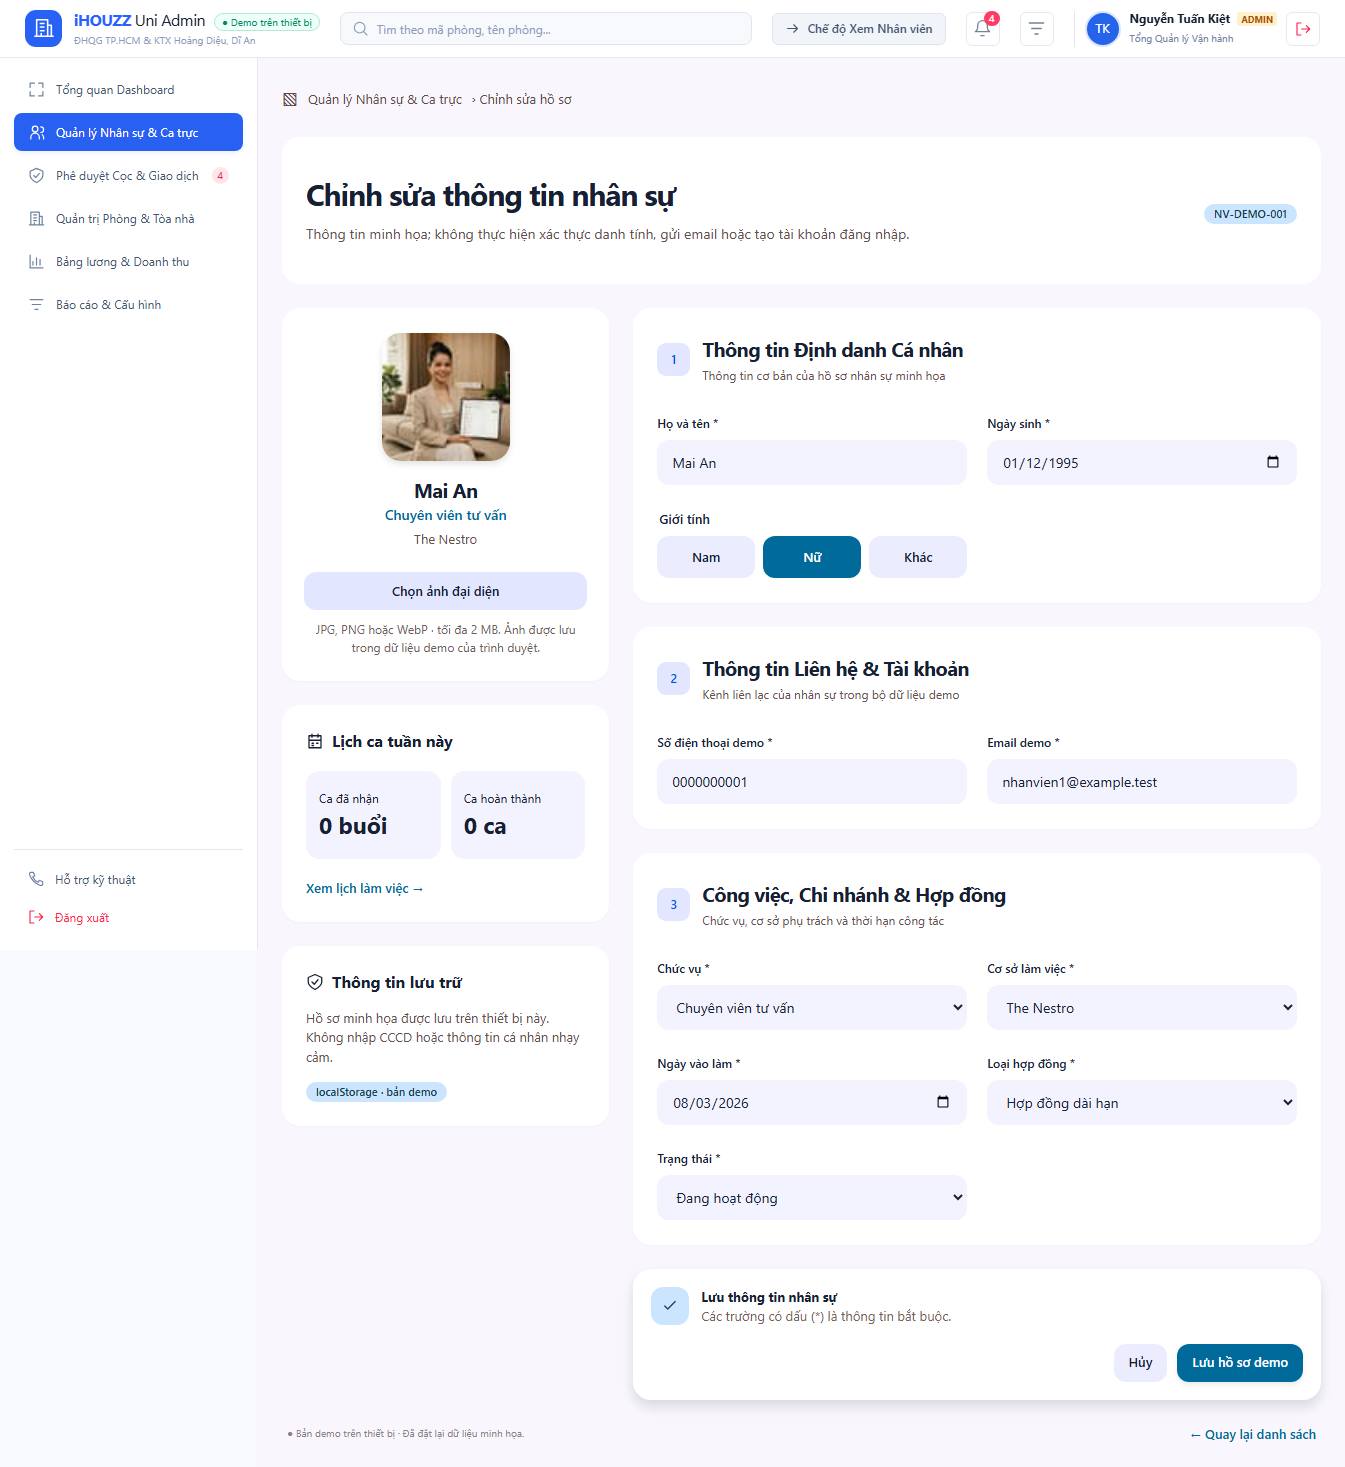 iHOUZZ Uni Admin
● Demo trên thiết bị
ĐHQG TP.HCM & KTX Hoàng Diệu, Dĩ An
Tìm theo mã phòng, tên phòng...
→ Chế độ Xem Nhân viên
4
TK
Nguyễn Tuấn Kiệt
ADMIN
Tổng Quản lý Vận hành
Tổng quan Dashboard
Quản lý Nhân sự & Ca trực
Phê duyệt Cọc & Giao dịch
4
Quản trị Phòng & Tòa nhà
Bảng lương & Doanh thu
Báo cáo & Cấu hình
Hỗ trợ kỹ thuật
Đăng xuất
Quản lý Nhân sự & Ca trực › Chỉnh sửa hồ sơ
Chỉnh sửa thông tin nhân sự
Thông tin minh họa; không thực hiện xác thực danh tính, gửi email hoặc tạo tài khoản đăng nhập.
NV-DEMO-001
Mai An
Chuyên viên tư vấn
The Nestro
Chọn ảnh đại diện
JPG, PNG hoặc WebP · tối đa 2 MB. Ảnh được lưu
trong dữ liệu demo của trình duyệt.
Lịch ca tuần này
Ca đã nhận
0 buổi
Ca hoàn thành
0 ca
Xem lịch làm việc →
Thông tin lưu trữ
Hồ sơ minh họa được lưu trên thiết bị này.
Không nhập CCCD hoặc thông tin cá nhân nhạy
cảm.
localStorage · bản demo
1
Thông tin Định danh Cá nhân
Thông tin cơ bản của hồ sơ nhân sự minh họa
Họ và tên *
Mai An
Ngày sinh *
01/12/1995
Giới tính
Nam
Nữ
Khác
2
Thông tin Liên hệ & Tài khoản
Kênh liên lạc của nhân sự trong bộ dữ liệu demo
Số điện thoại demo *
0000000001
Email demo *
nhanvien1@example.test
3
Công việc, Chi nhánh & Hợp đồng
Chức vụ, cơ sở phụ trách và thời hạn công tác
Chức vụ *
Chuyên viên tư vấn
Cơ sở làm việc *
The Nestro
Ngày vào làm *
08/03/2026
Loại hợp đồng *
Hợp đồng dài hạn
Trạng thái *
Đang hoạt động
Lưu thông tin nhân sự
Các trường có dấu (*) là thông tin bắt buộc.
Hủy
Lưu hồ sơ demo
● Bản demo trên thiết bị · Đã đặt lại dữ liệu minh họa.
← Quay lại danh sách